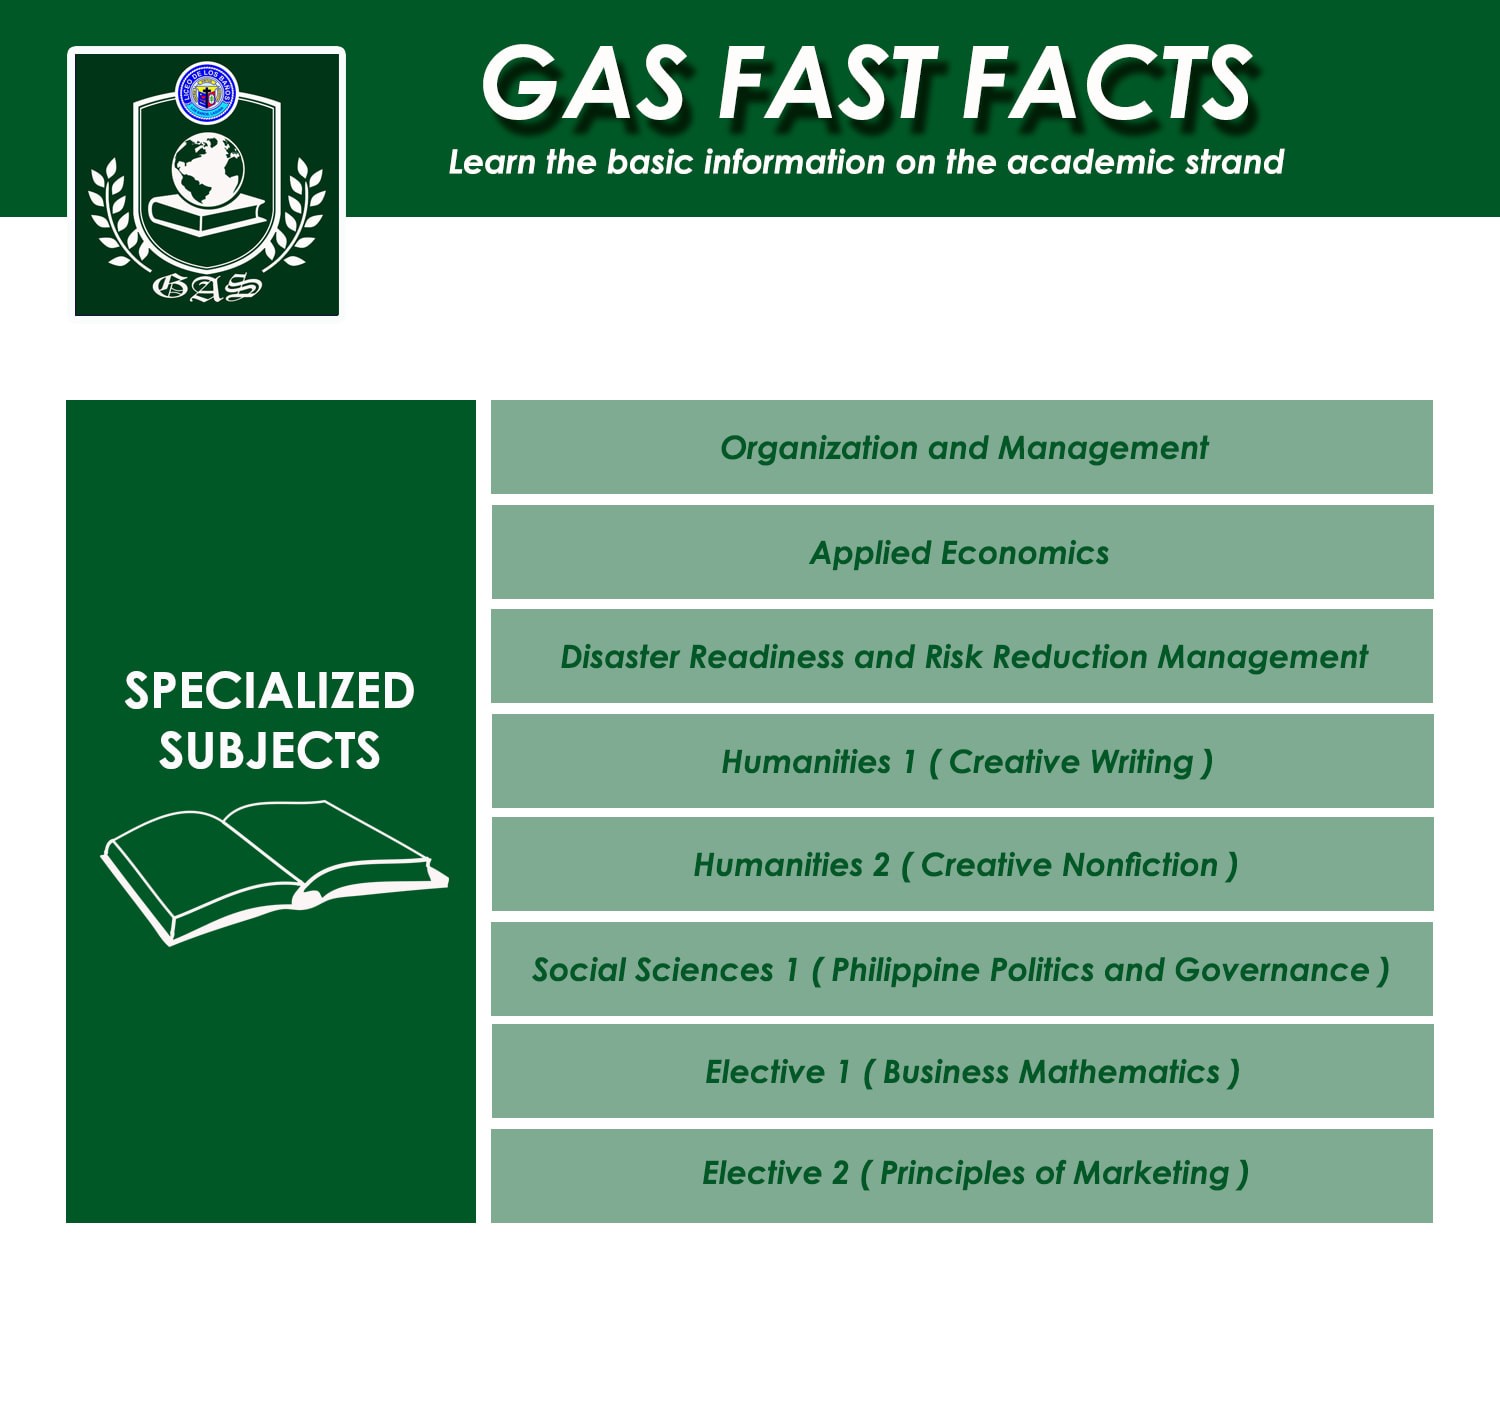 GAS FAST FACTS
Learn the basic information on the academic strand
LICEO DE LOS BAÑOS
GAS
SPECIALIZED
SUBJECTS
Organization and Management
Applied Economics
Disaster Readiness and Risk Reduction Management
Humanities 1 ( Creative Writing )
Humanities 2 ( Creative Nonfiction )
Social Sciences 1 ( Philippine Politics and Governance )
Elective 1 ( Business Mathematics )
Elective 2 ( Principles of Marketing )